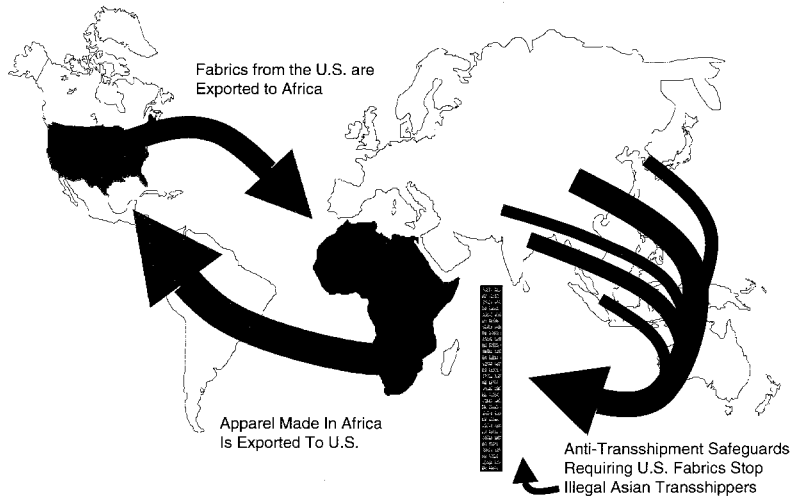 Fabrics from the U.S. are
Exported to Africa
Apparel Made In Africa
Is Exported To U.S.
Anti-Transshipment Safeguards
Requiring U.S. Fabrics Stop
Illegal Asian Transshippers